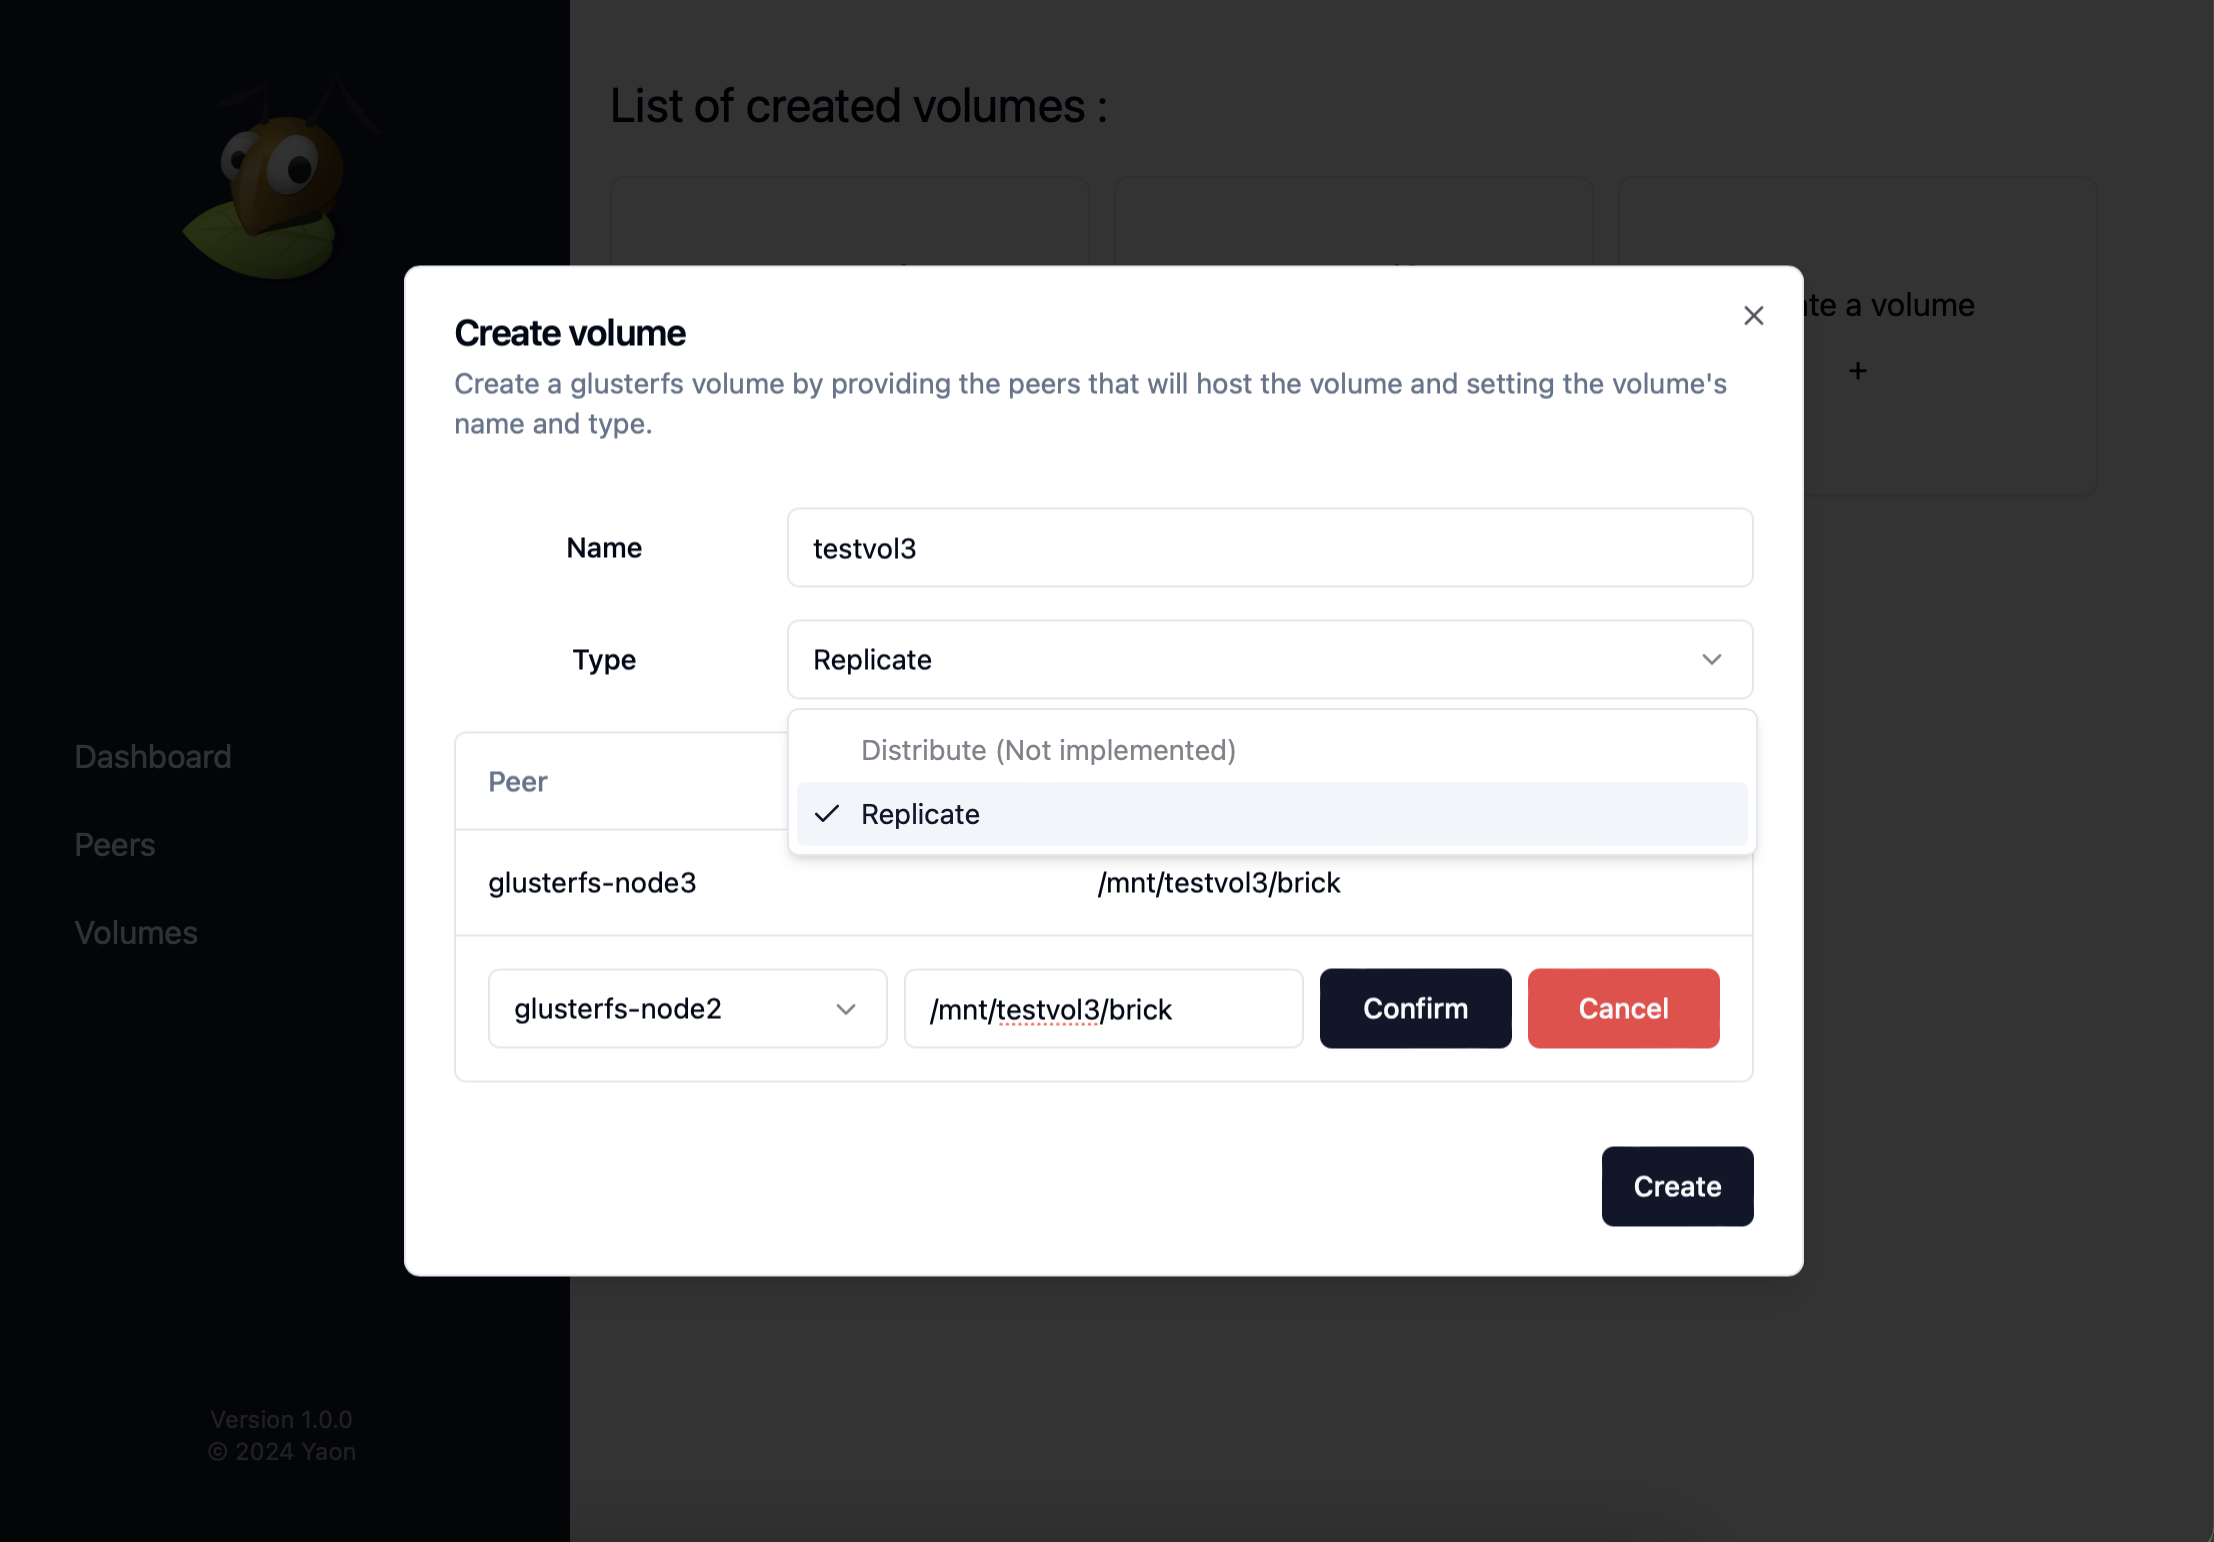 List of created volumes :
a volume
+
Create volume
Create a glusterfs volume by providing the peers that will host the volume and setting the volume's
name and type.
Name
testvol3
Type
Replicate
Distribute (Not implemented)
Replicate
Peer
glusterfs-node3
/mnt/testvol3/brick
glusterfs-node2
/mnt/testvol3/brick
Confirm
Cancel
Create
Dashboard
Peers
Volumes
Version 1.0.0
© 2024 Yaon